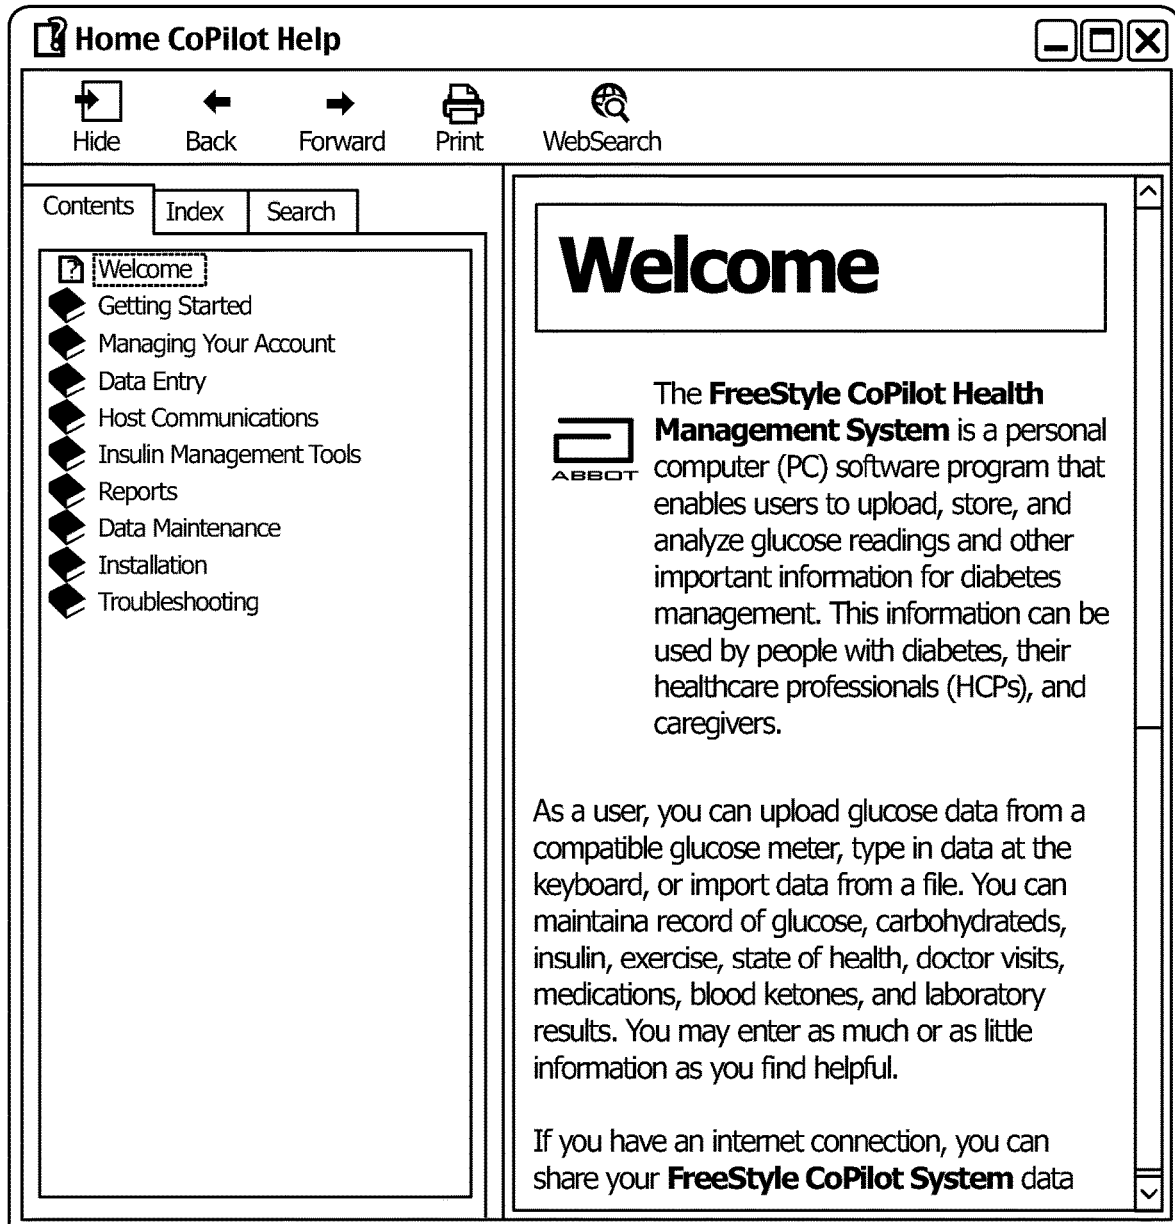 Home CoPilot Help
Hide Back Forward Print WebSearch
Contents Index Search
Welcome
Getting Started
Managing Your Account
Data Entry
Host Communications
Insulin Management Tools
Reports
Data Maintenance
Installation
Troubleshooting
Welcome
ABBOT
The FreeStyle CoPilot Health
Management System is a personal
computer (PC) software program that
enables users to upload, store, and
analyze glucose readings and other
important information for diabetes
management. This information can be
used by people with diabetes, their
healthcare professionals (HCPs), and
caregivers.
As a user, you can upload glucose data from a
compatible glucose meter, type in data at the
keyboard, or import data from a file. You can
maintaina record of glucose, carbohydrateds,
insulin, exercise, state of health, doctor visits,
medications, blood ketones, and laboratory
results. You may enter as much or as little
information as you find helpful.
If you have an internet connection, you can
share your FreeStyle CoPilot System data